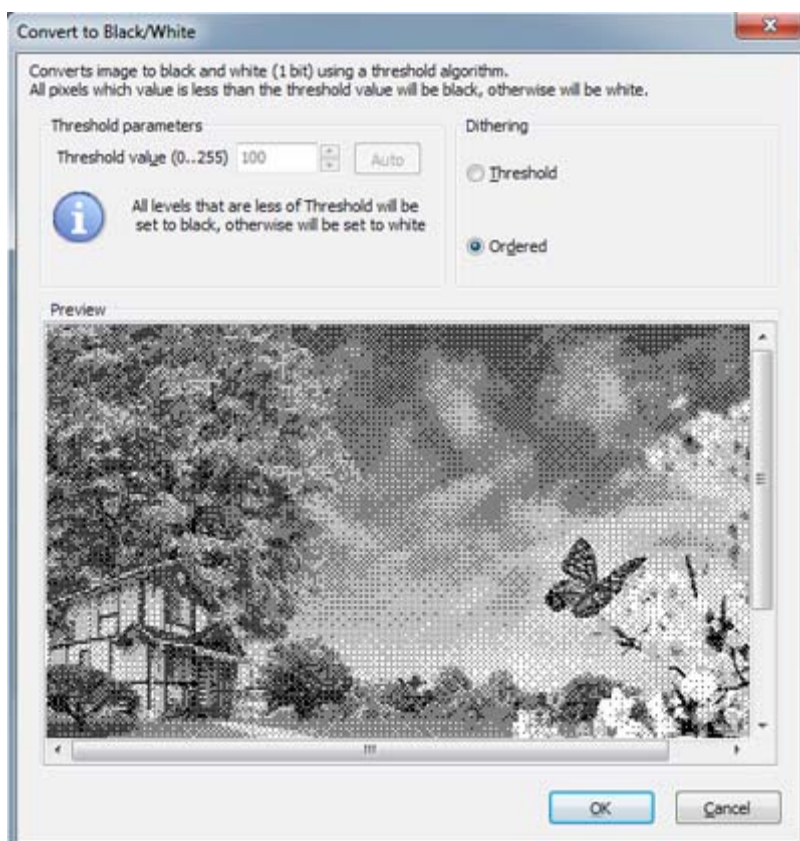 Convert to Black/White
Converts image to black and white (1 bit) using a threshold algorithm.
All pixels which value is less than the threshold value will be black, otherwise will be white.
Threshold parameters
Threshold value (0..255) 100 Auto
All levels that are less of Threshold will be
set to black, otherwise will be set to white
Dithering
Threshold
Ordered
Preview
OK Cancel